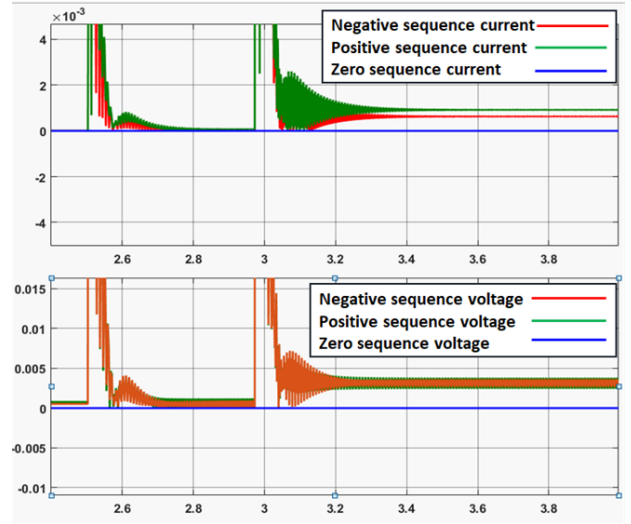 ×10⁻³
Negative sequence current
Positive sequence current
Zero sequence current
4
2
0
-2
-4
2.6 2.8 3 3.2 3.4 3.6 3.8
Negative sequence voltage
Positive sequence voltage
Zero sequence voltage
0.015
0.01
0.005
0
-0.005
-0.01
2.6 2.8 3 3.2 3.4 3.6 3.8